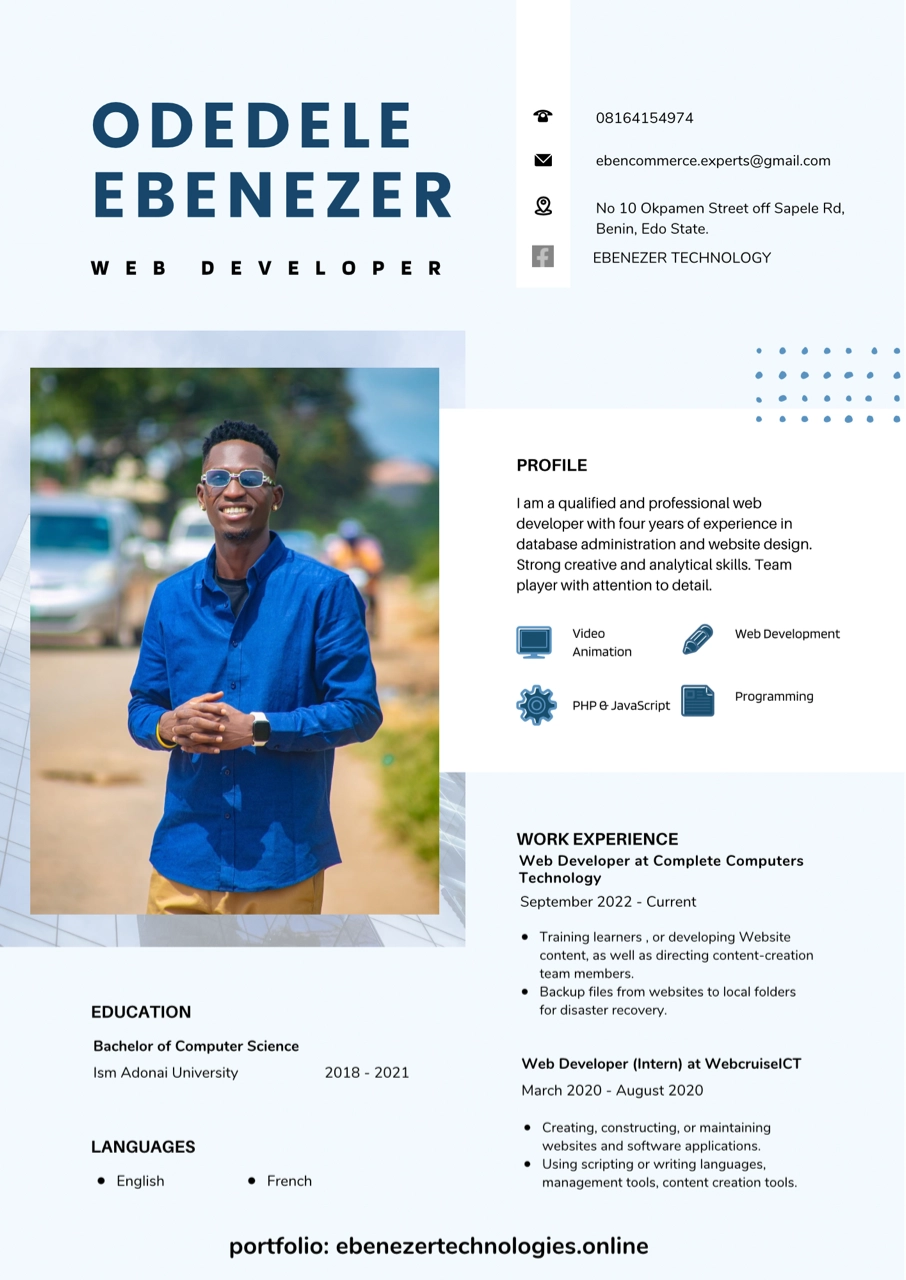 ODEDELE
EBENEZER
WEB DEVELOPER
08164154974
ebencommerce.experts@gmail.com
No 10 Okpamen Street off Sapele Rd,
Benin, Edo State.
EBENEZER TECHNOLOGY
PROFILE
I am a qualified and professional web
developer with four years of experience in
database administration and website design.
Strong creative and analytical skills. Team
player with attention to detail.
Video
Animation
Web Development
PHP & JavaScript
Programming
WORK EXPERIENCE
Web Developer at Complete Computers
Technology
September 2022 - Current
• Training learners , or developing Website
content, as well as directing content-creation
team members.
• Backup files from websites to local folders
for disaster recovery.
Web Developer (Intern) at WebcruiseICT
March 2020 - August 2020
• Creating, constructing, or maintaining
websites and software applications.
• Using scripting or writing languages,
management tools, content creation tools.
EDUCATION
Bachelor of Computer Science
Ism Adonai University 2018 - 2021
LANGUAGES
• English • French
portfolio: ebenezertechnologies.online